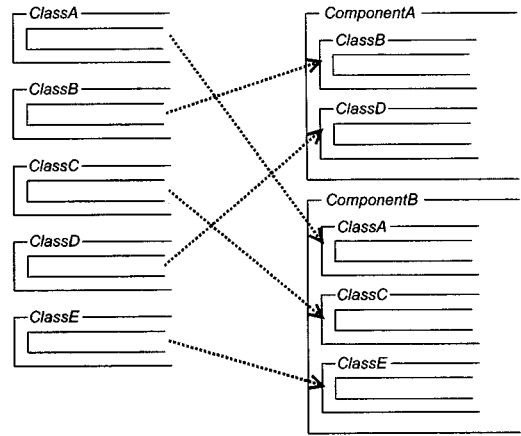 ClassA
ClassB
ClassC
ClassD
ClassE
ComponentA
ClassB
ClassD
ComponentB
ClassA
ClassC
ClassE